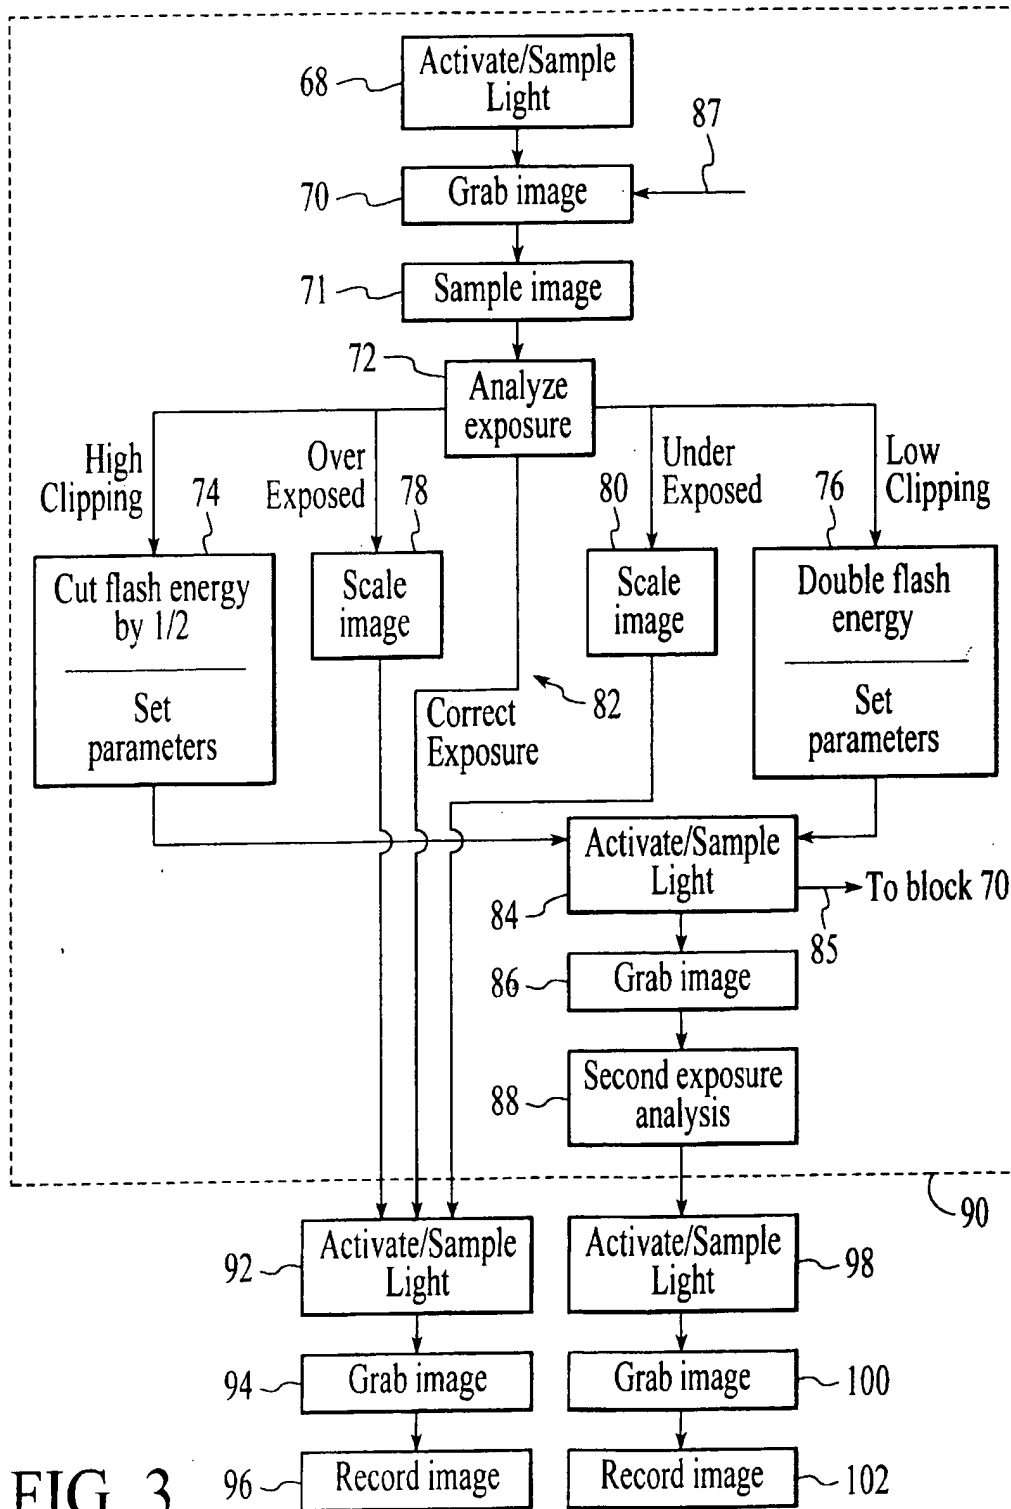 Activate/Sample
Light
68
87
Grab image
70
Sample image
71
72
Analyze
exposure
High
Clipping
Over
Exposed
Under
Exposed
Low
Clipping
74
78
80
76
Cut flash energy
by 1/2
Set
parameters
Scale
image
Scale
image
Double flash
energy
Set
parameters
82
Correct
Exposure
Activate/Sample
Light
84
To block 70
85
Grab image
86
Second exposure
analysis
88
90
Activate/Sample
Light
92
Activate/Sample
Light
98
Grab image
94
Grab image
100
Record image
96
Record image
102
FIG. 3